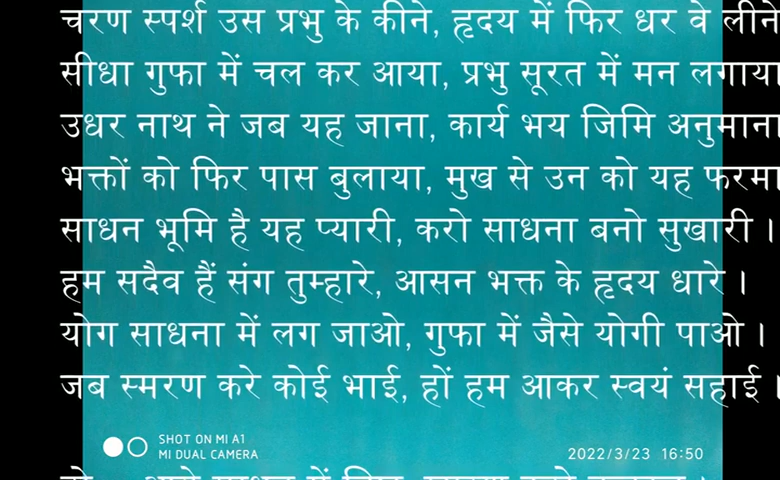 चरण स्पर्श उस प्रभु के कीने, हृदय में फिर धर वे लीने
सीधा गुफा में चल कर आया, प्रभु सूरत में मन लगाया
उधर नाथ ने जब यह जाना, कार्य भय जिमि अनुमाना
भक्तों को फिर पास बुलाया, मुख से उन को यह फरमा
साधन भूमि है यह प्यारी, करो साधना बनो सुखारी ।
हम सदैव हैं संग तुम्हारे, आसन भक्त के हृदय धारे ।
योग साधना में लग जाओ, गुफा में जैसे योगी पाओ ।
जब स्मरण करे कोई भाई, हों हम आकर स्वयं सहाई ।
SHOT ON MI A1
MI DUAL CAMERA
2022/3/23 16:50